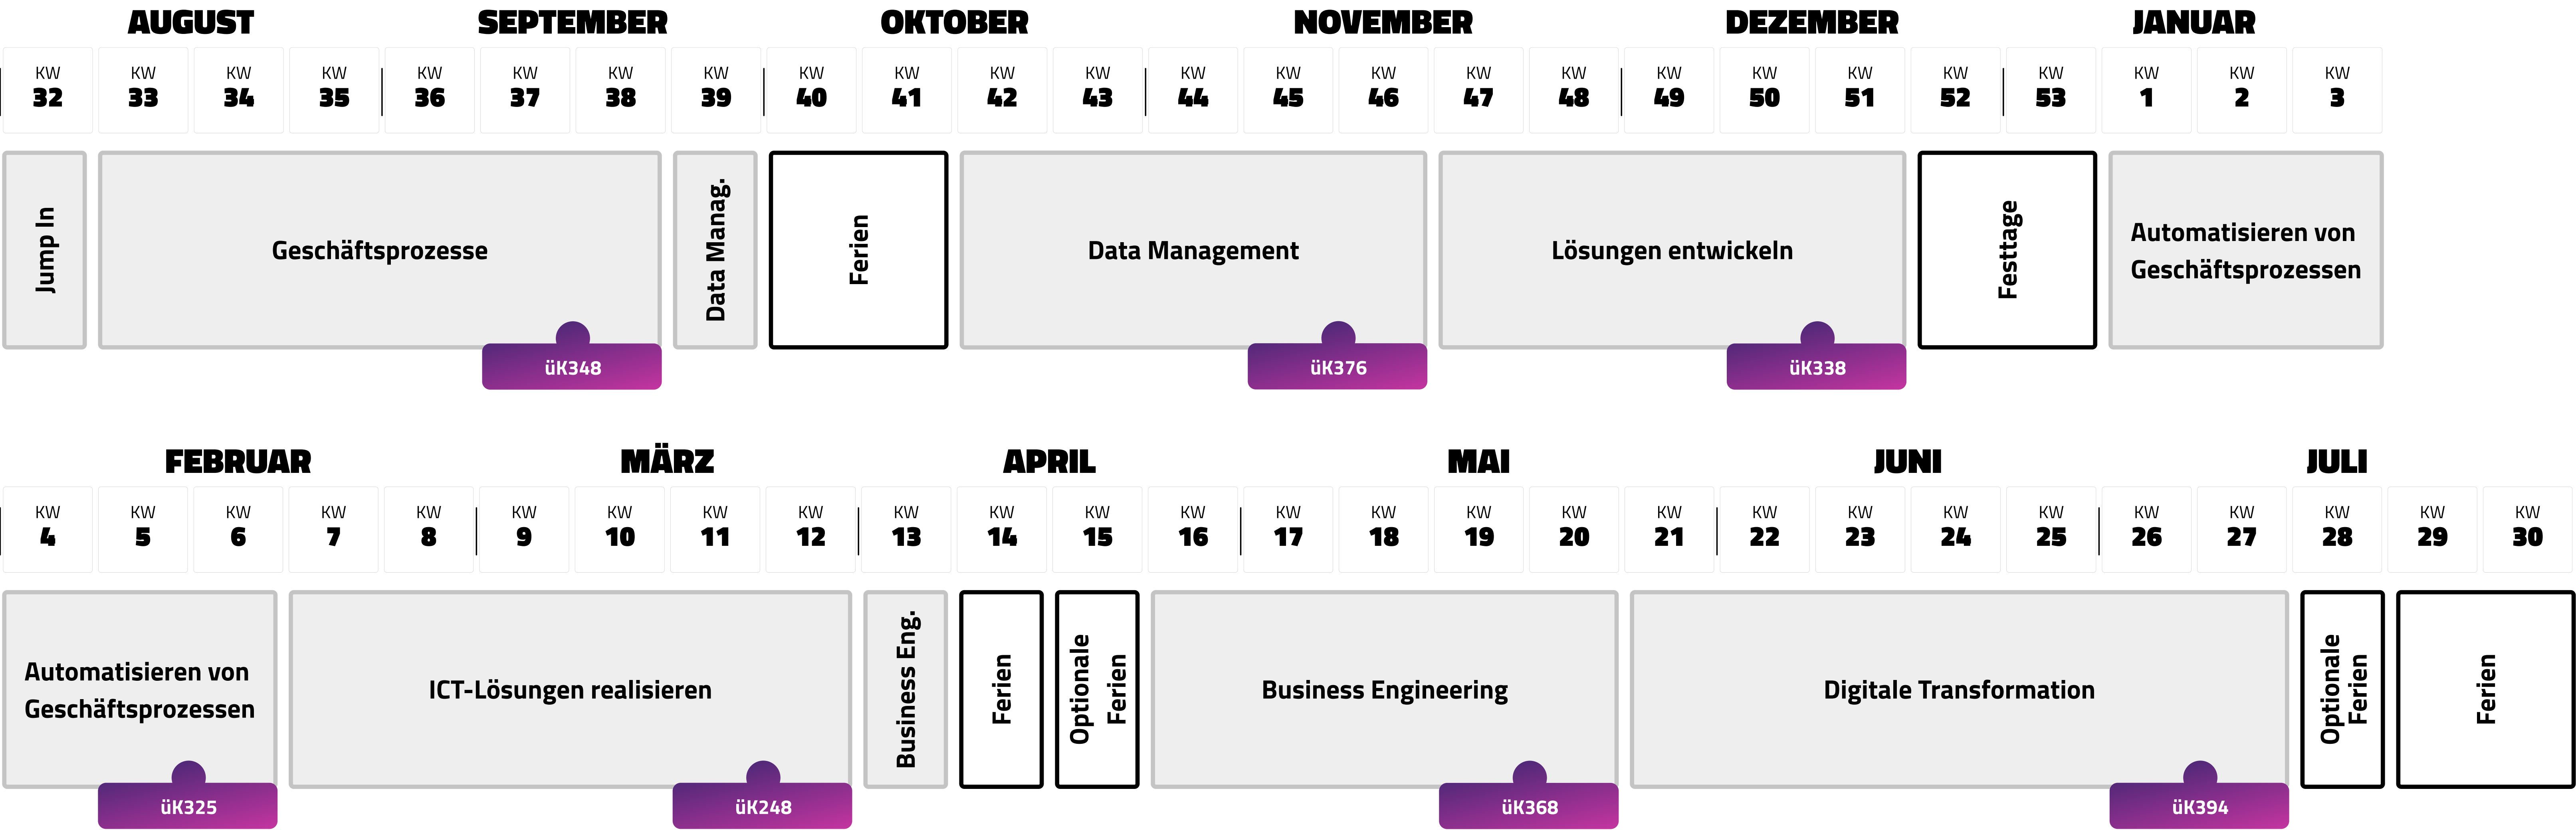 AUGUST SEPTEMBER OKTOBER NOVEMBER DEZEMBER JANUAR
KW KW KW KW KW KW KW KW KW KW KW KW KW KW KW KW KW KW KW KW KW KW KW KW KW
32 33 34 35 36 37 38 39 40 41 42 43 44 45 46 47 48 49 50 51 52 53 1 2 3
Jump In
Geschäftsprozesse
Data Manag.
Ferien
Data Management
Lösungen entwickeln
Festtage
Automatisieren von
Geschäftsprozessen
üK348 üK376 üK338
FEBRUAR MÄRZ APRIL MAI JUNI JULI
KW KW KW KW KW KW KW KW KW KW KW KW KW KW KW KW KW KW KW KW KW KW KW KW KW KW KW
4 5 6 7 8 9 10 11 12 13 14 15 16 17 18 19 20 21 22 23 24 25 26 27 28 29 30
Automatisieren von
Geschäftsprozessen
ICT-Lösungen realisieren
Business Eng.
Ferien
Optionale
Ferien
Business Engineering
Digitale Transformation
Optionale
Ferien
Ferien
üK325 üK248 üK368 üK394